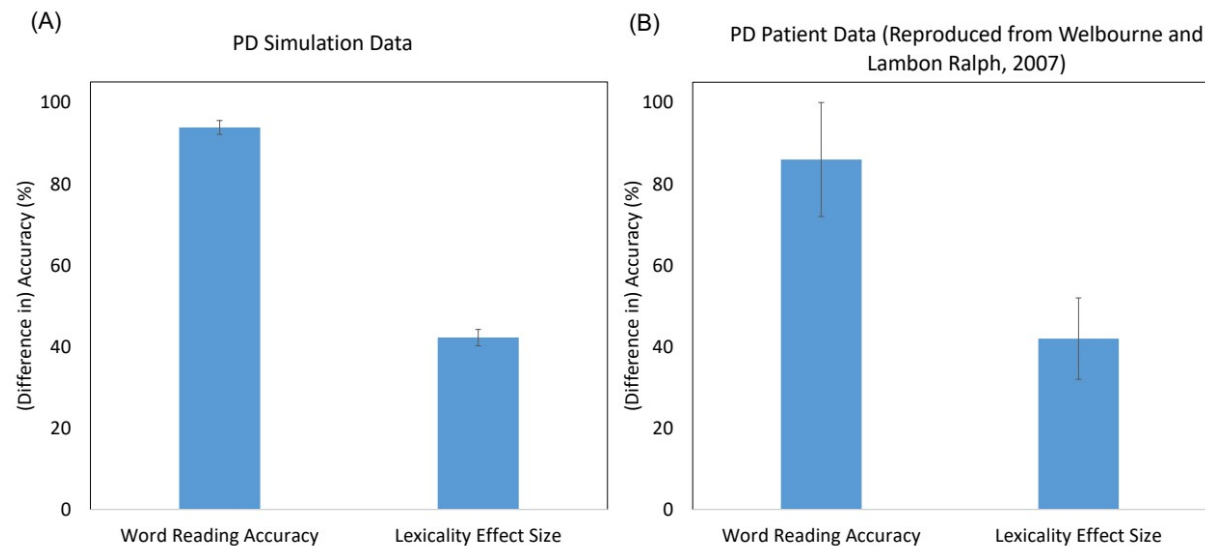 (A)
PD Simulation Data
(Difference in) Accuracy (%)
100
80
60
40
20
0
Word Reading Accuracy
Lexicality Effect Size
(B)
PD Patient Data (Reproduced from Welbourne and
Lambon Ralph, 2007)
(Difference in) Accuracy (%)
100
80
60
40
20
0
Word Reading Accuracy
Lexicality Effect Size